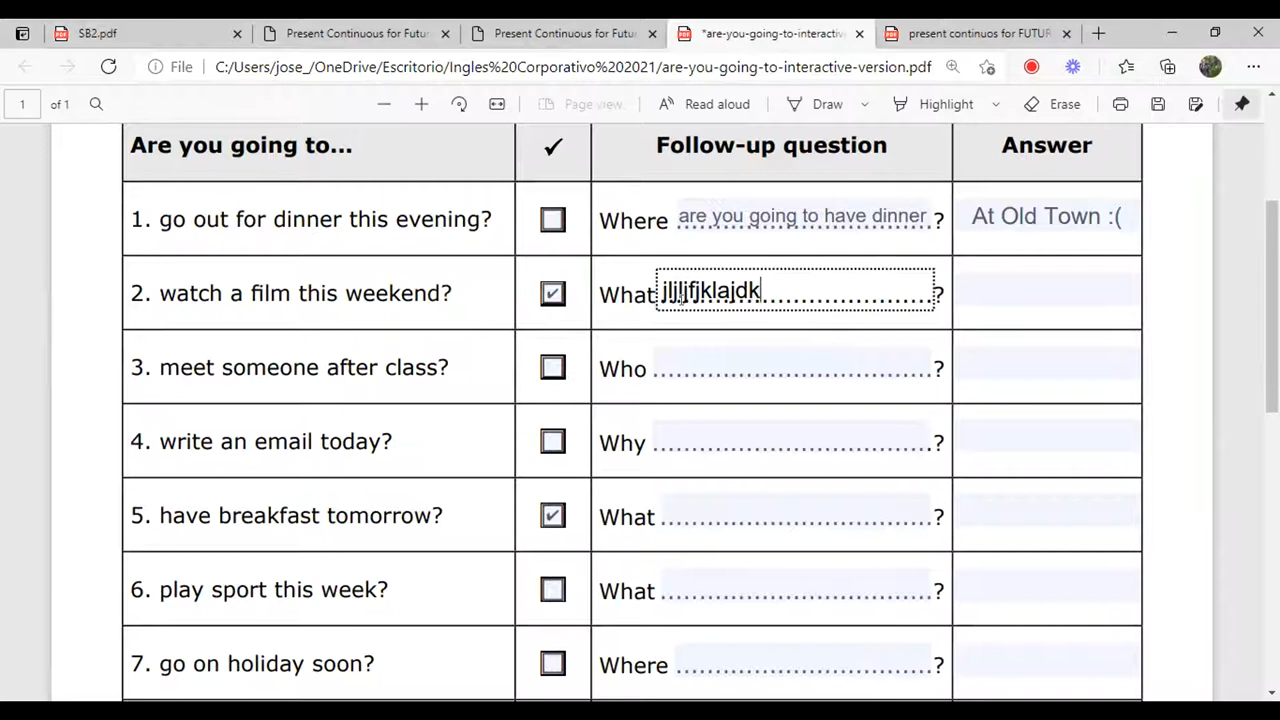 SB2.pdf
Present Continuous for Futur
Present Continuous for Futur
*are-you-going-to-interactive
present continuos for FUTUR
File
C:/Users/jose_/OneDrive/Escritorio/Ingles%20Corporativo%202021/are-you-going-to-interactive-version.pdf
1 of 1
Page view
Read aloud
Draw
Highlight
Erase
Are you going to... ✓ Follow-up question Answer
1. go out for dinner this evening? Where are you going to have dinner ? At Old Town :(
2. watch a film this weekend? ✓ What jljljfjklajdk ?
3. meet someone after class? Who ........................................ ?
4. write an email today? Why ........................................ ?
5. have breakfast tomorrow? ✓ What ........................................ ?
6. play sport this week? What ........................................ ?
7. go on holiday soon? Where ........................................ ?